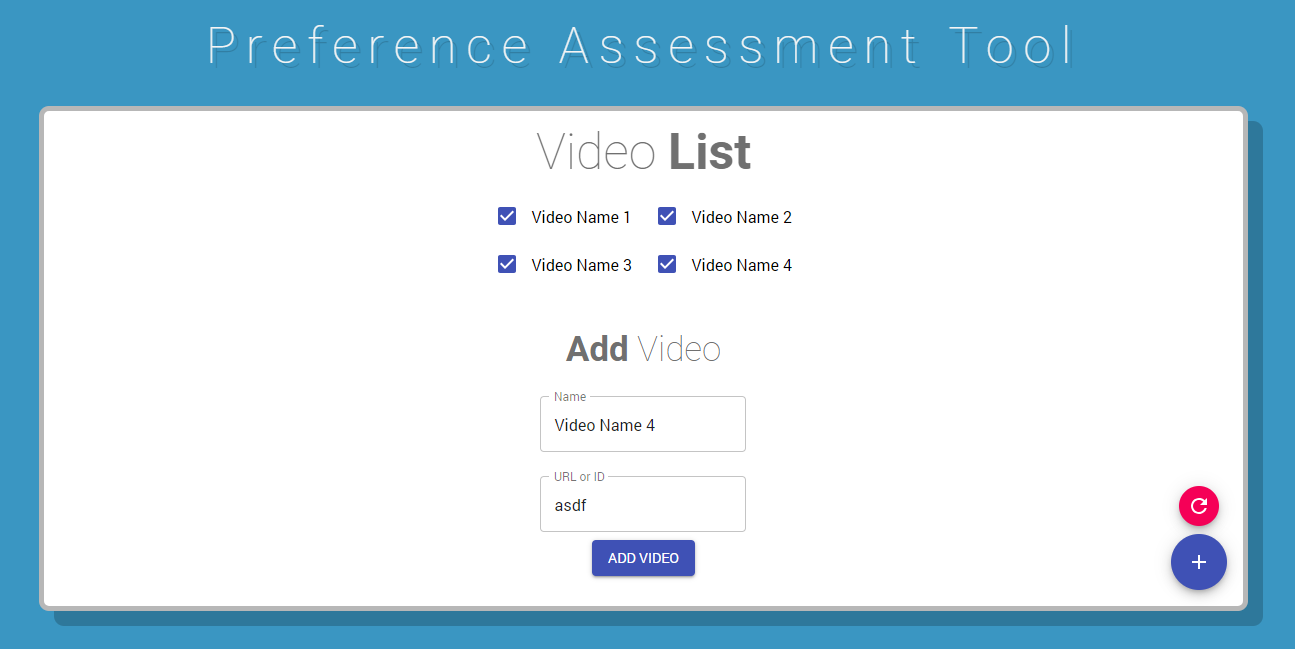 Preference Assessment Tool
Video List
Video Name 1 Video Name 2
Video Name 3 Video Name 4
Add Video
Name
Video Name 4
URL or ID
asdf
ADD VIDEO